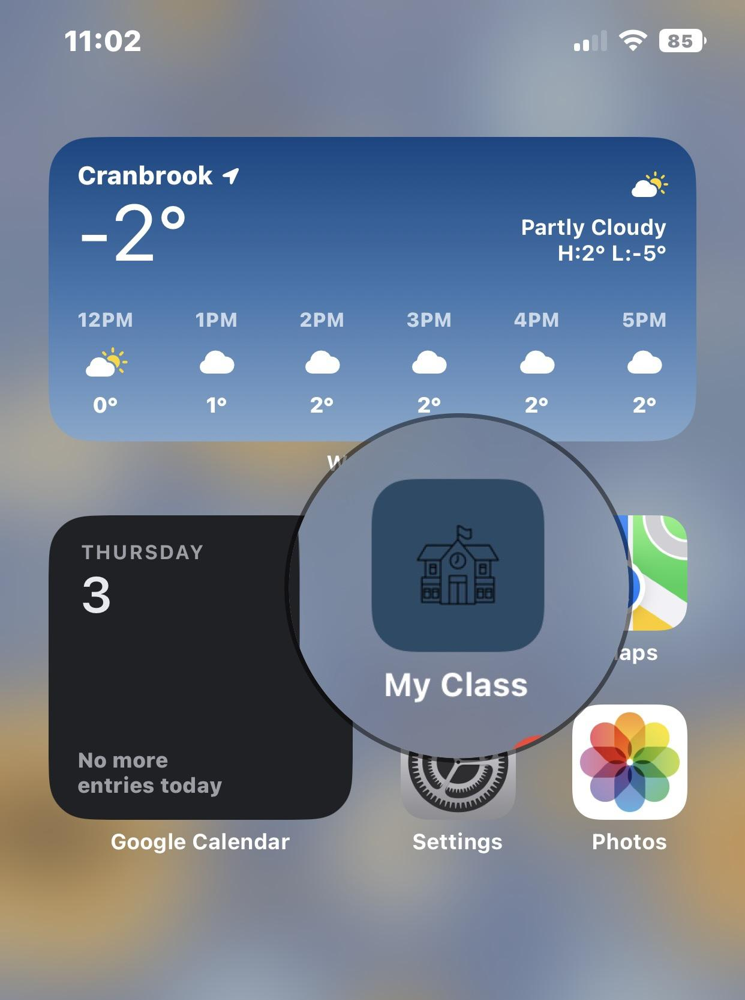 11:02
85
Cranbrook
-2°
Partly Cloudy
H:2° L:-5°
12PM 1PM 2PM 3PM 4PM 5PM
0° 1° 2° 2° 2° 2°
THURSDAY
3
No more
entries today
Google Calendar
My Class
Settings
Photos